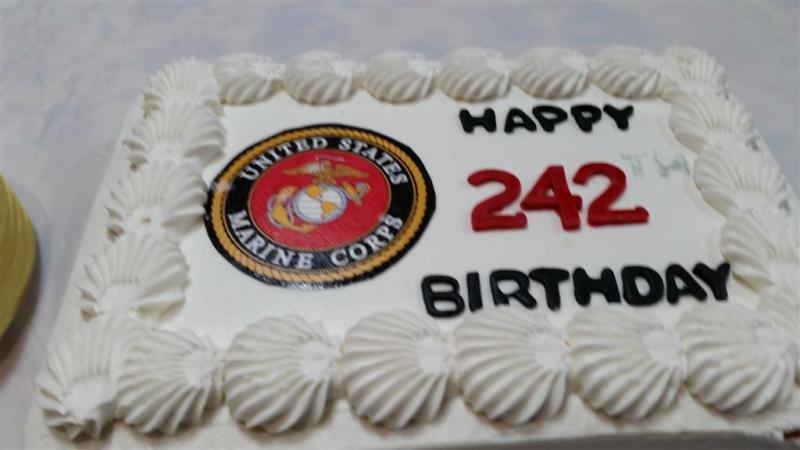 UNITED STATES
MARINE CORPS
HAPPY
242
BIRTHDAY